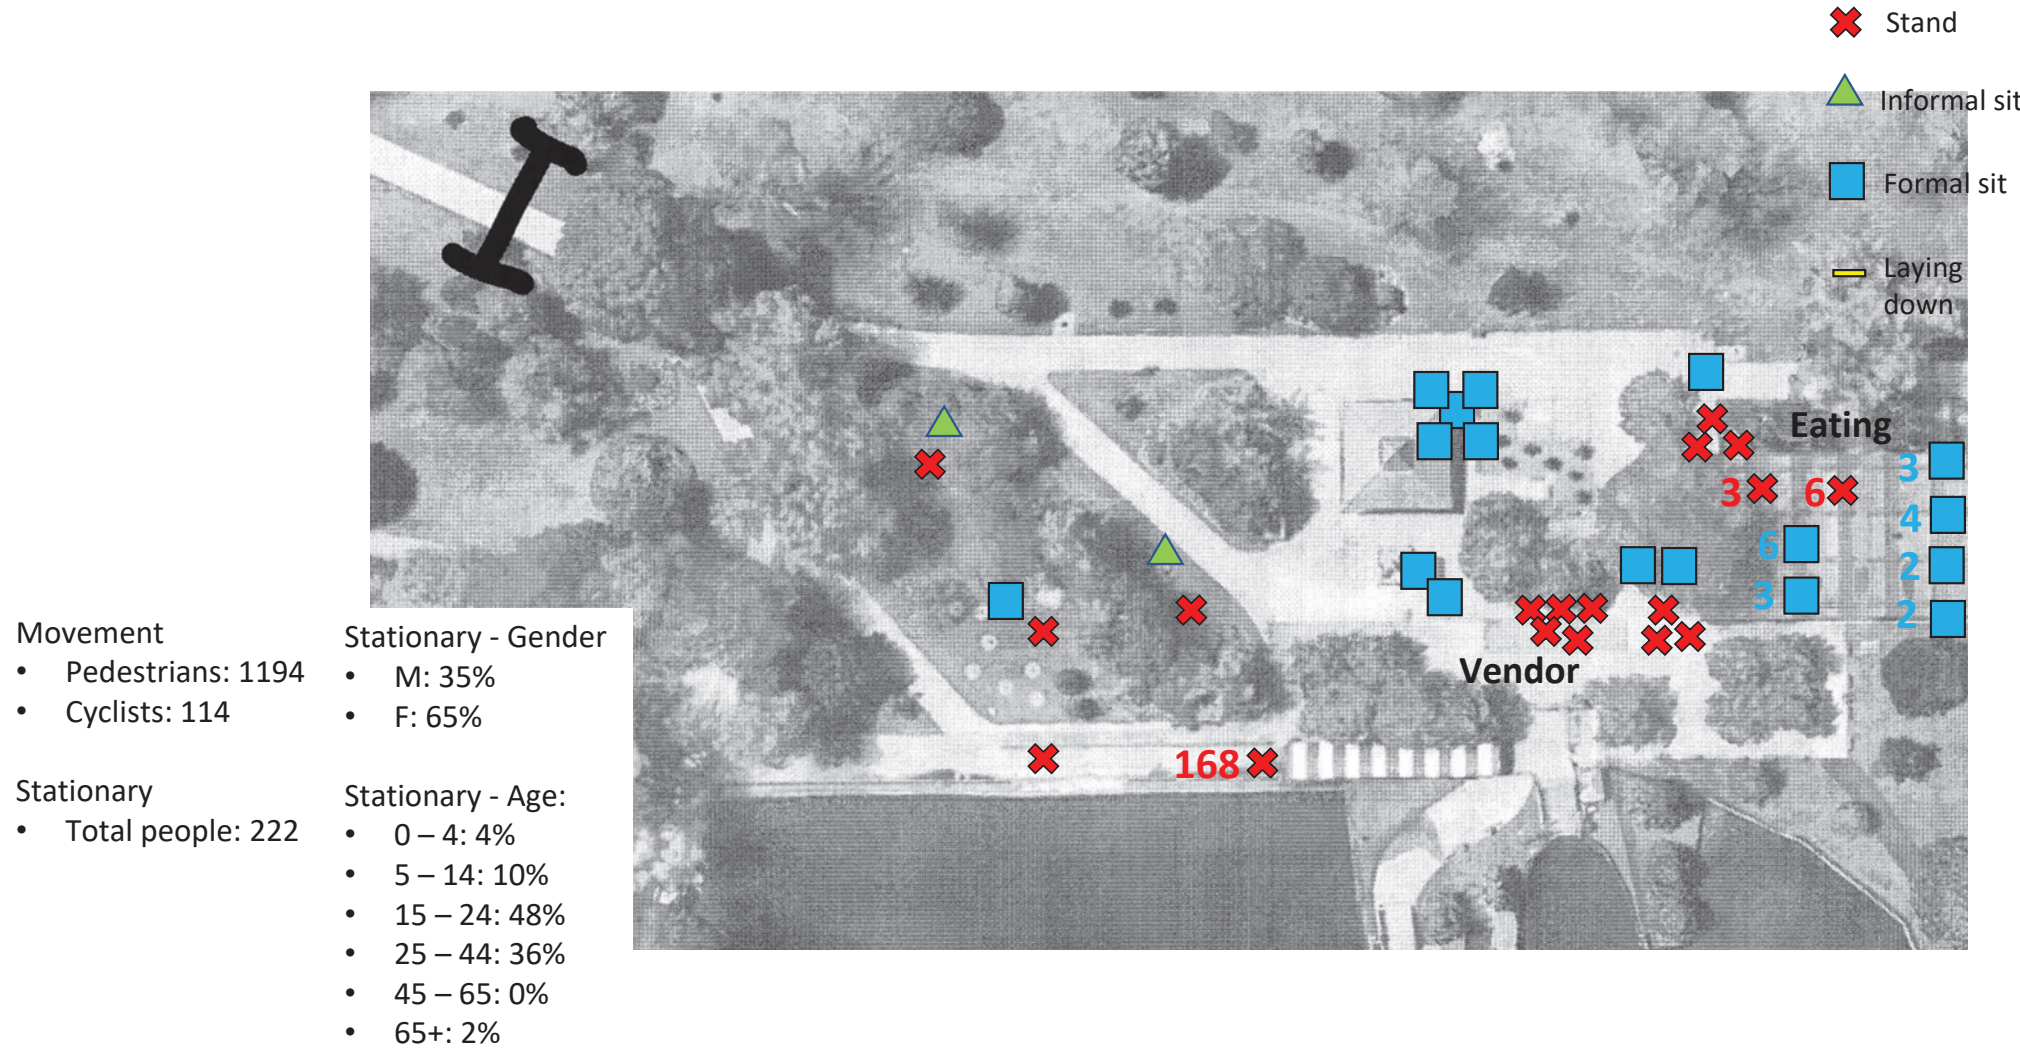 Stand
Informal sit
Formal sit
Laying
down
Eating
3
3
6
4
6
2
3
2
Vendor
168
Movement
• Pedestrians: 1194
• Cyclists: 114
Stationary
• Total people: 222
Stationary - Gender
• M: 35%
• F: 65%
Stationary - Age:
• 0 – 4: 4%
• 5 – 14: 10%
• 15 – 24: 48%
• 25 – 44: 36%
• 45 – 65: 0%
• 65+: 2%